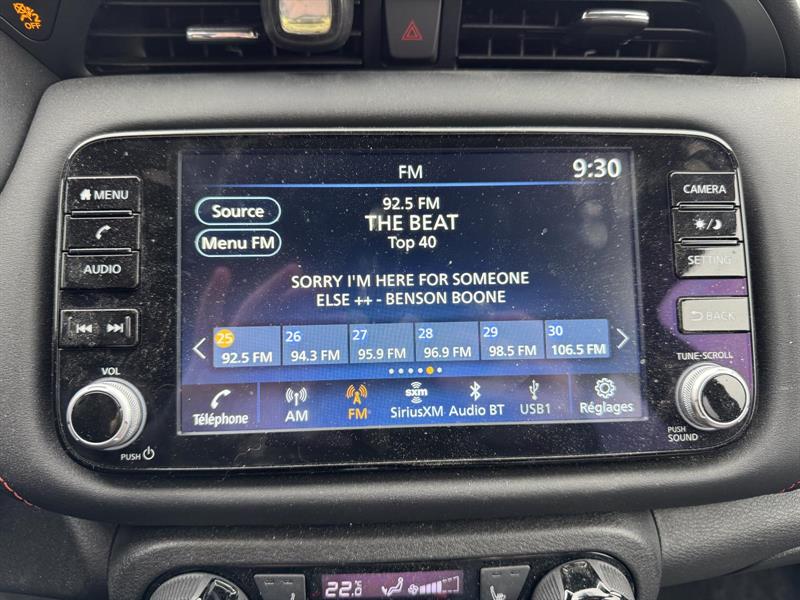 OFF
FM 9:30
MENU
AUDIO
VOL
PUSH
Source
Menu FM
92.5 FM
THE BEAT
Top 40
SORRY I'M HERE FOR SOMEONE
ELSE ++ - BENSON BOONE
25 26 27 28 29 30
92.5 FM 94.3 FM 95.9 FM 96.9 FM 98.5 FM 106.5 FM
sxm
Téléphone AM FM SiriusXM Audio BT USB1 Réglages
CAMERA
SETTING
BACK
TUNE-SCROLL
PUSH
SOUND
22.0